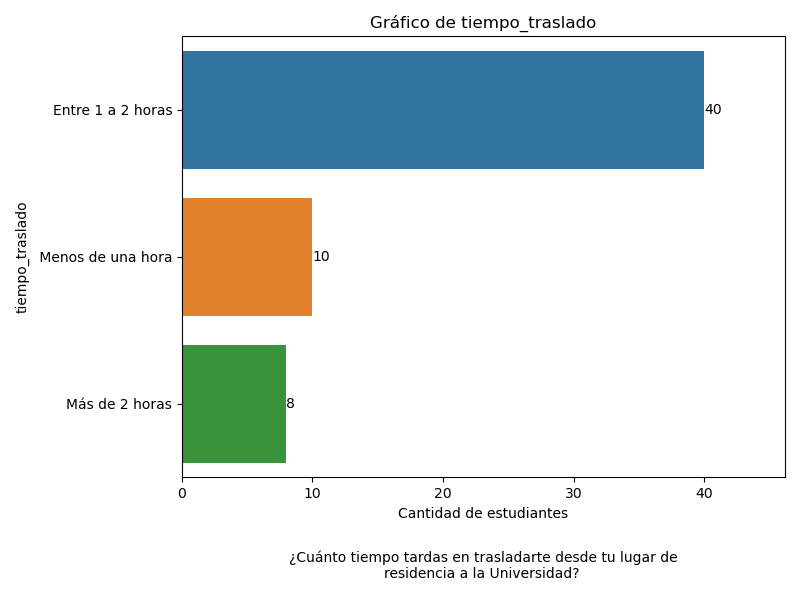 Gráfico de tiempo_traslado
tiempo_traslado
Entre 1 a 2 horas
40
Menos de una hora
10
Más de 2 horas
8
0 10 20 30 40
Cantidad de estudiantes
¿Cuánto tiempo tardas en trasladarte desde tu lugar de
residencia a la Universidad?